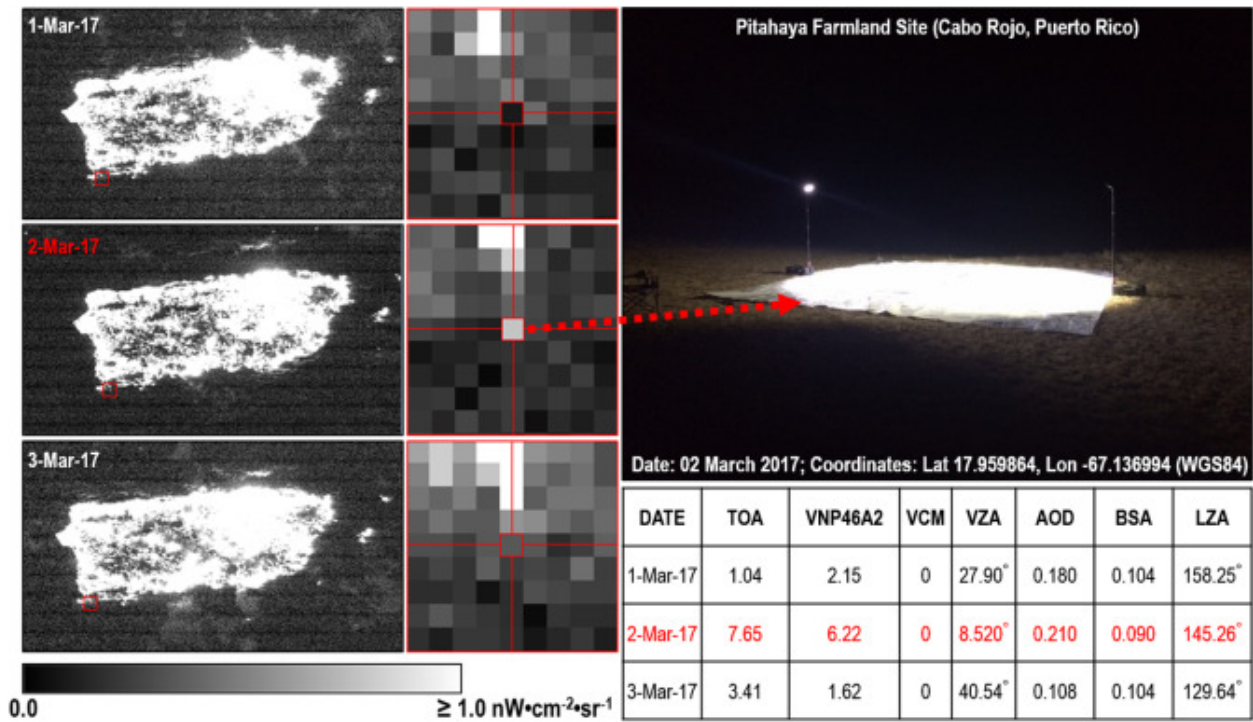 1-Mar-17
2-Mar-17
3-Mar-17
0.0
≥ 1.0 nW•cm⁻²•sr⁻¹
Pitahaya Farmland Site (Cabo Rojo, Puerto Rico)
Date: 02 March 2017; Coordinates: Lat 17.959864, Lon -67.136994 (WGS84)
DATE TOA VNP46A2 VCM VZA AOD BSA LZA
1-Mar-17 1.04 2.15 0 27.90° 0.180 0.104 158.25°
2-Mar-17 7.65 6.22 0 8.520° 0.210 0.090 145.26°
3-Mar-17 3.41 1.62 0 40.54° 0.108 0.104 129.64°